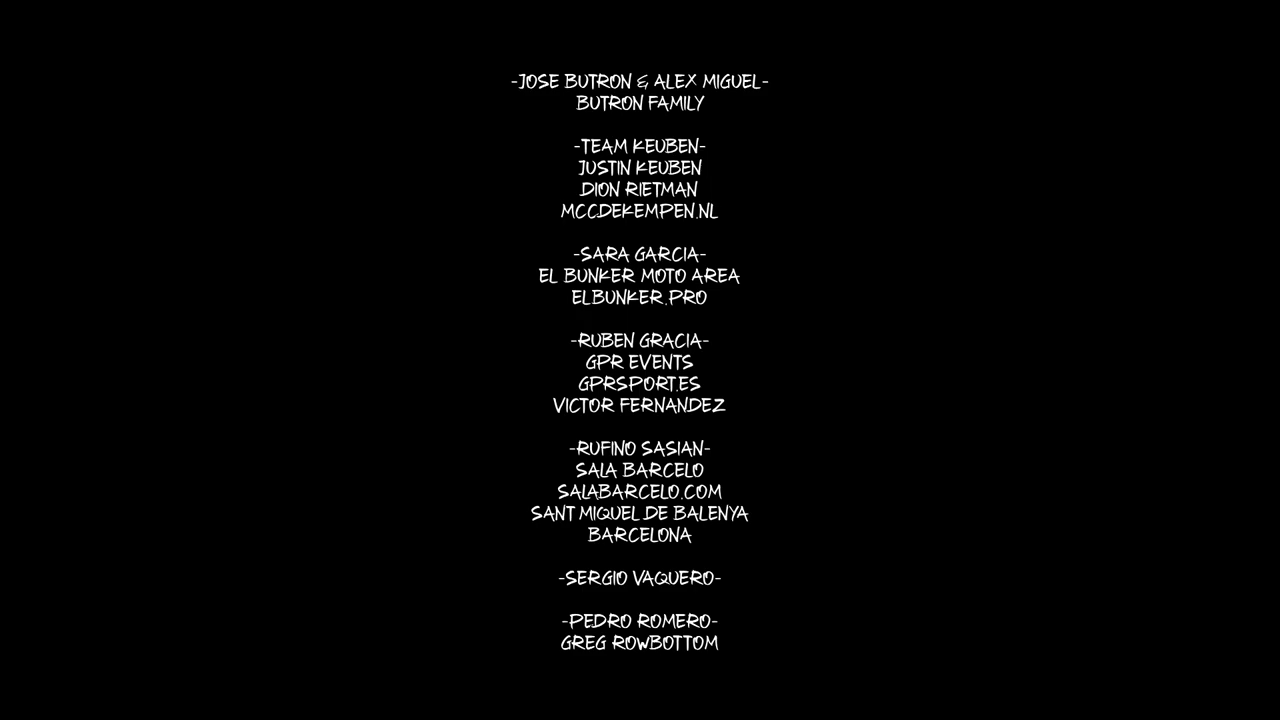 -JOSE BUTRON & ALEX MIGUEL-
BUTRON FAMILY
-TEAM KEUBEN-
JUSTIN KEUBEN
DION RIETMAN
MCCDEKEMPEN.NL
-SARA GARCIA-
EL BUNKER MOTO AREA
ELBUNKER.PRO
-RUBEN GRACIA-
GPR EVENTS
GPRSPORT.ES
VICTOR FERNANDEZ
-RUFINO SASIAN-
SALA BARCELO
SALABARCELO.COM
SANT MIQUEL DE BALENYA
BARCELONA
-SERGIO VAQUERO-
-PEDRO ROMERO-
GREG ROWBOTTOM